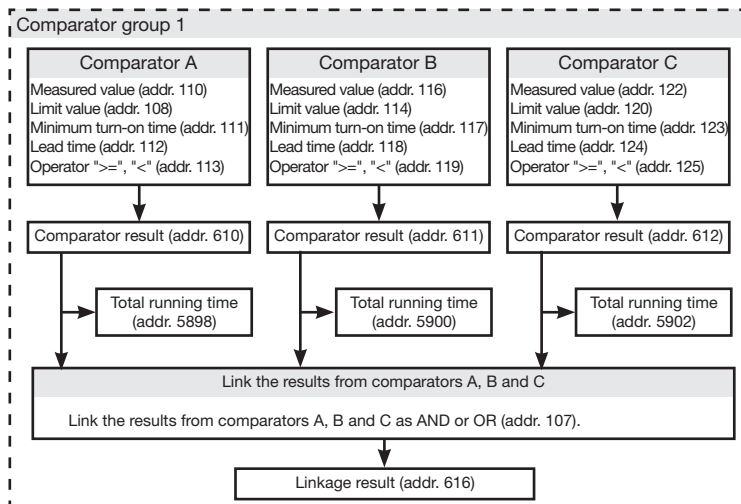 Comparator group 1
Comparator A
Measured value (addr. 110)
Limit value (addr. 108)
Minimum turn-on time (addr. 111)
Lead time (addr. 112)
Operator ">=", "<" (addr. 113)
Comparator B
Measured value (addr. 116)
Limit value (addr. 114)
Minimum turn-on time (addr. 117)
Lead time (addr. 118)
Operator ">=", "<" (addr. 119)
Comparator C
Measured value (addr. 122)
Limit value (addr. 120)
Minimum turn-on time (addr. 123)
Lead time (addr. 124)
Operator ">=", "<" (addr. 125)
Comparator result (addr. 610)
Comparator result (addr. 611)
Comparator result (addr. 612)
Total running time
(addr. 5898)
Total running time
(addr. 5900)
Total running time
(addr. 5902)
Link the results from comparators A, B and C
Link the results from comparators A, B and C as AND or OR (addr. 107).
Linkage result (addr. 616)